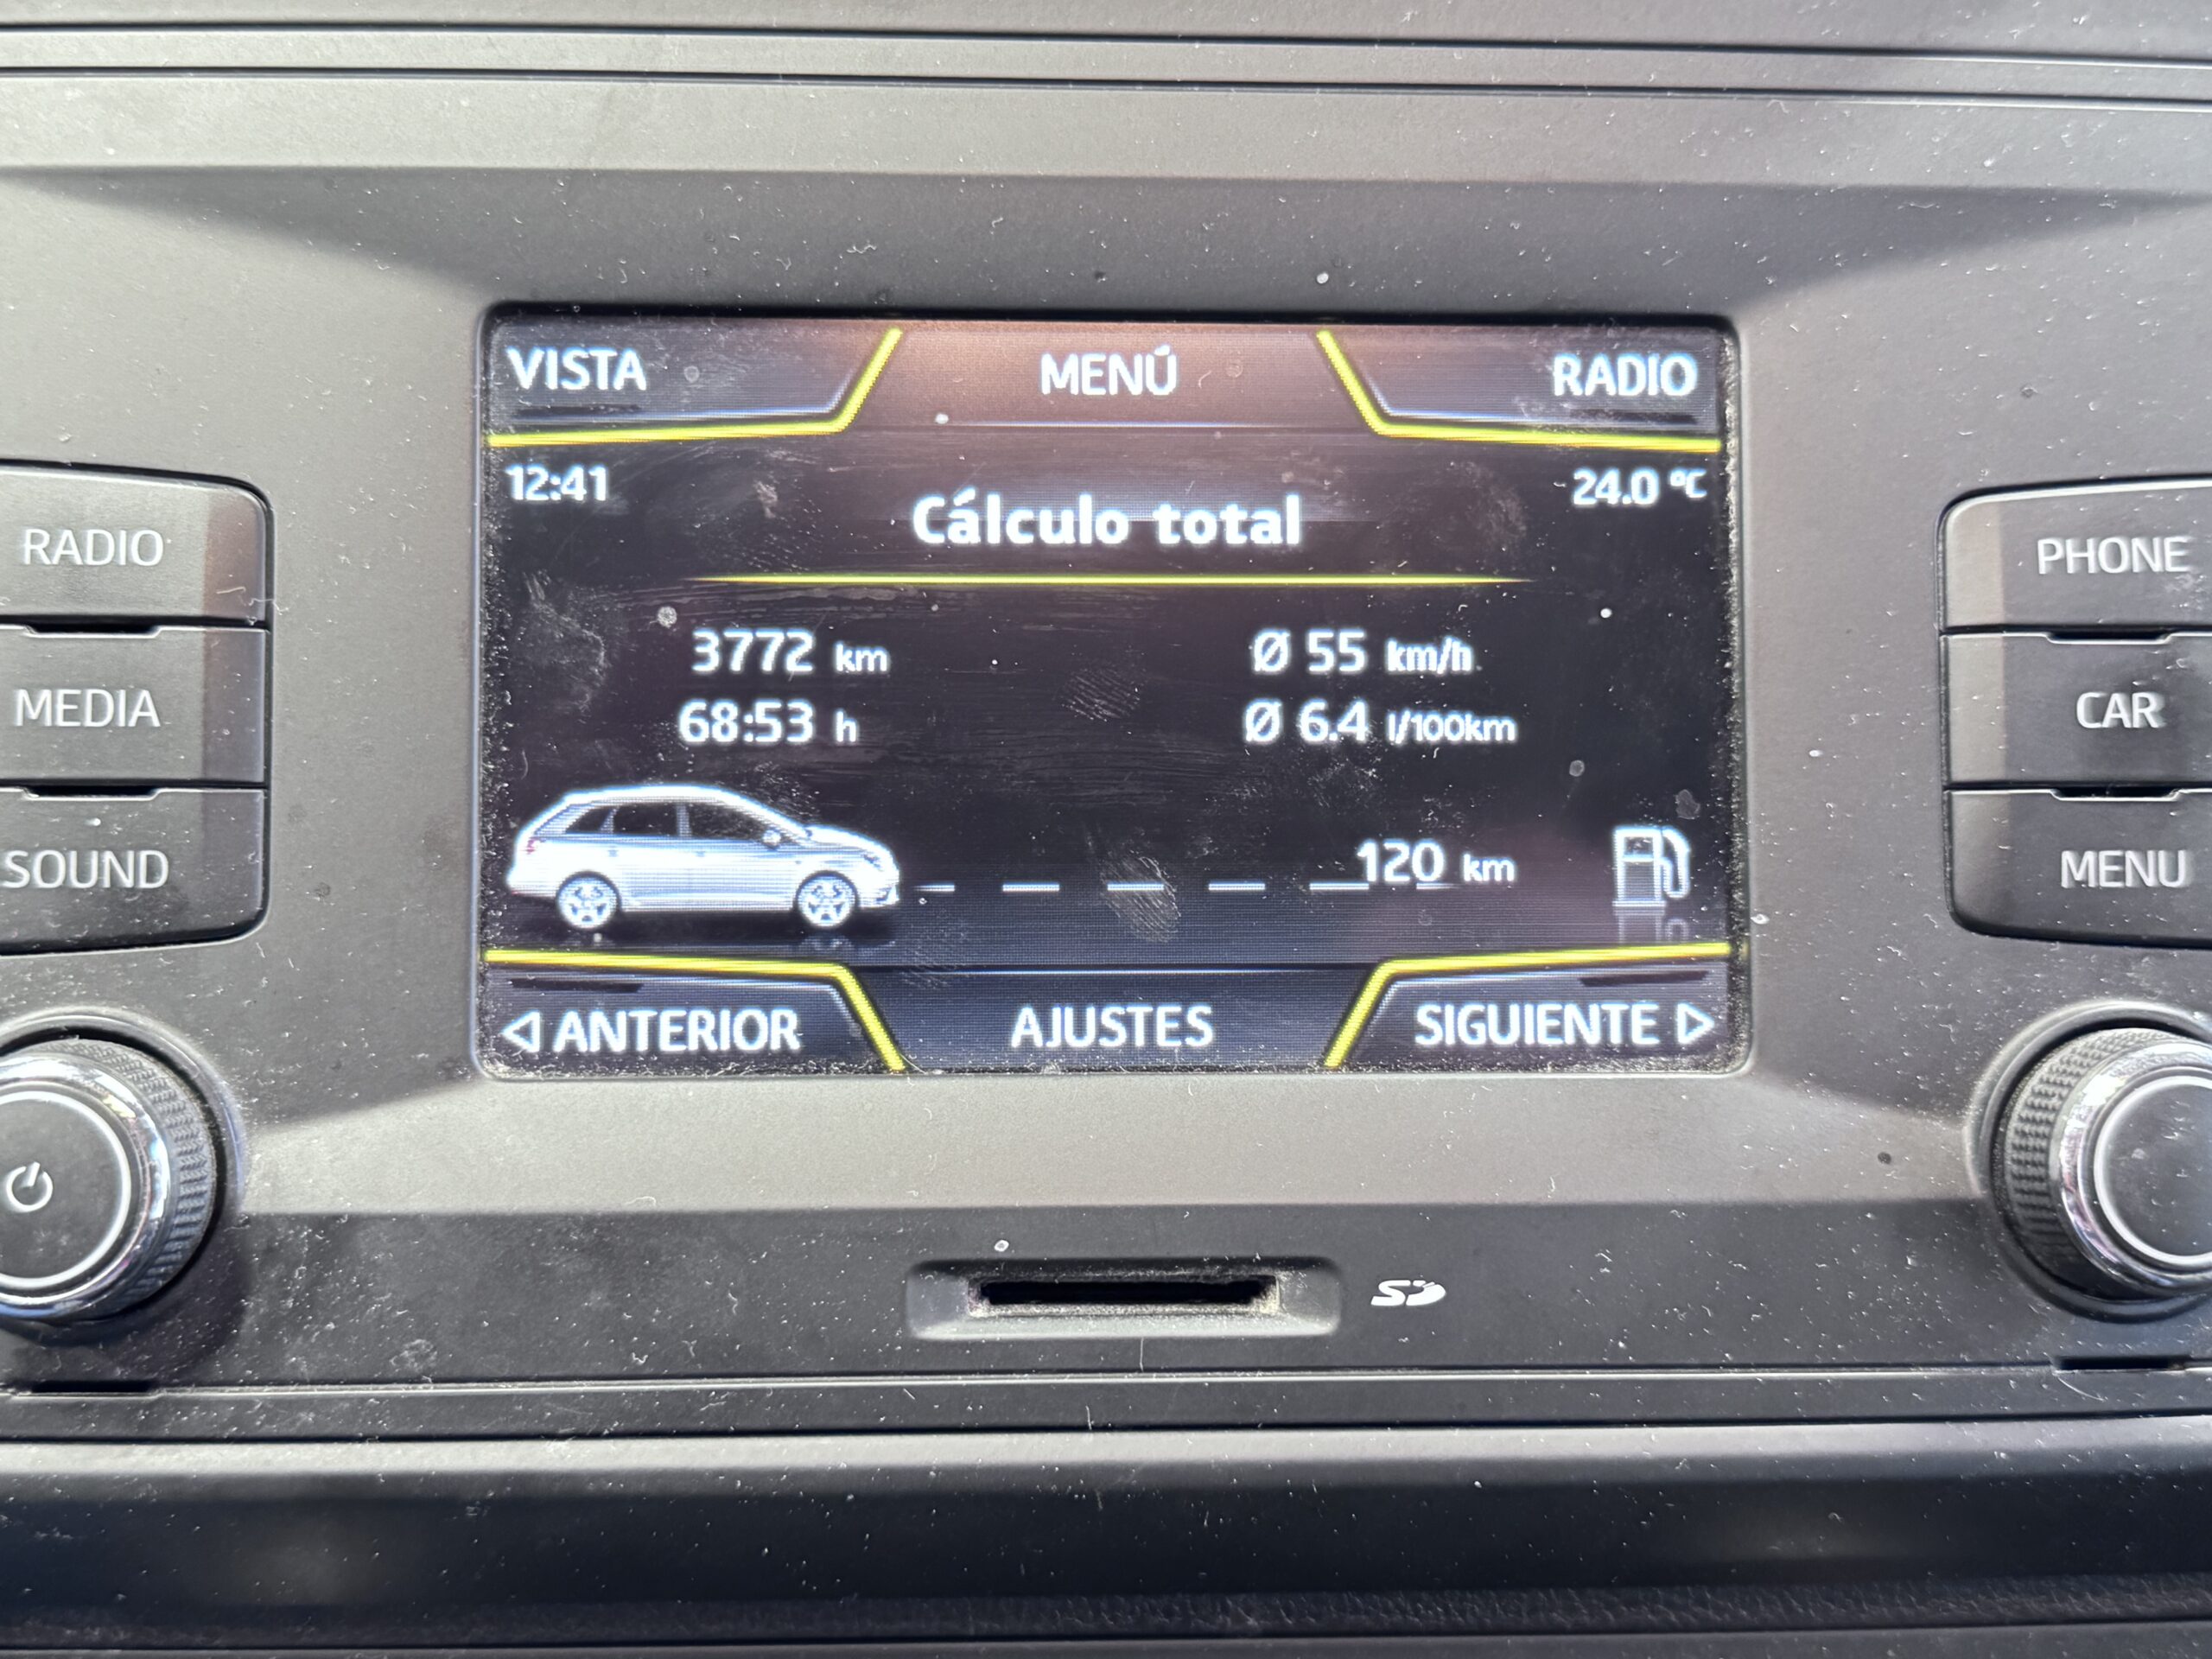 VISTA MENÚ RADIO
12:41 24.0 °C
Cálculo total
3772 km Ø 55 km/h
68:53 h Ø 6.4 l/100km
120 km
◁ ANTERIOR AJUSTES SIGUIENTE ▷
RADIO
MEDIA
SOUND
PHONE
CAR
MENU
SD